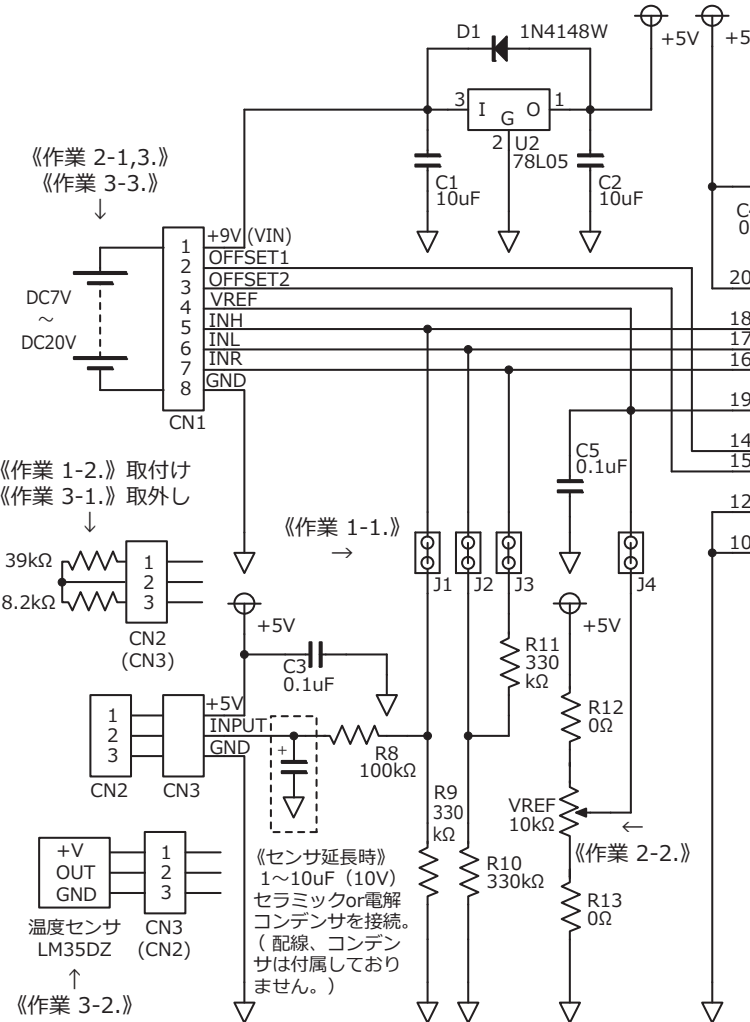 D1 1N4148W
+5V
+5
3 I G O 1
2 U2
78L05
C1
10uF
C2
10uF
《作業 2-1,3.》
《作業 3-3.》
↓
DC7V
～
DC20V
1 +9V (VIN)
2 OFFSET1
3 OFFSET2
4 VREF
5 INH
6 INL
7 INR
8 GND
CN1
C4
0
20
18
17
16
19
14
15
12
10
C5
0.1uF
《作業 1-2.》取付け
《作業 3-1.》取外し
↓
39kΩ
8.2kΩ
1
2
3
CN2
(CN3)
《作業 1-1.》
→
J1
J2
J3
J4
+5V
C3
0.1uF
R11
330
kΩ
+5V
R12
0Ω
1
2
3
CN2
CN3
+5V
INPUT
GND
+
R8
100kΩ
R9
330
kΩ
R10
330kΩ
VREF
10kΩ
←
《作業 2-2.》
R13
0Ω
+V 1
OUT 2
GND 3
温度センサ
LM35DZ
CN3
(CN2)
↑
《作業 3-2.》
《センサ延長時》
1～10uF（10V）
セラミックor電解
コンデンサを接続。
（ 配線、コンデン
サは付属しており
ません。）